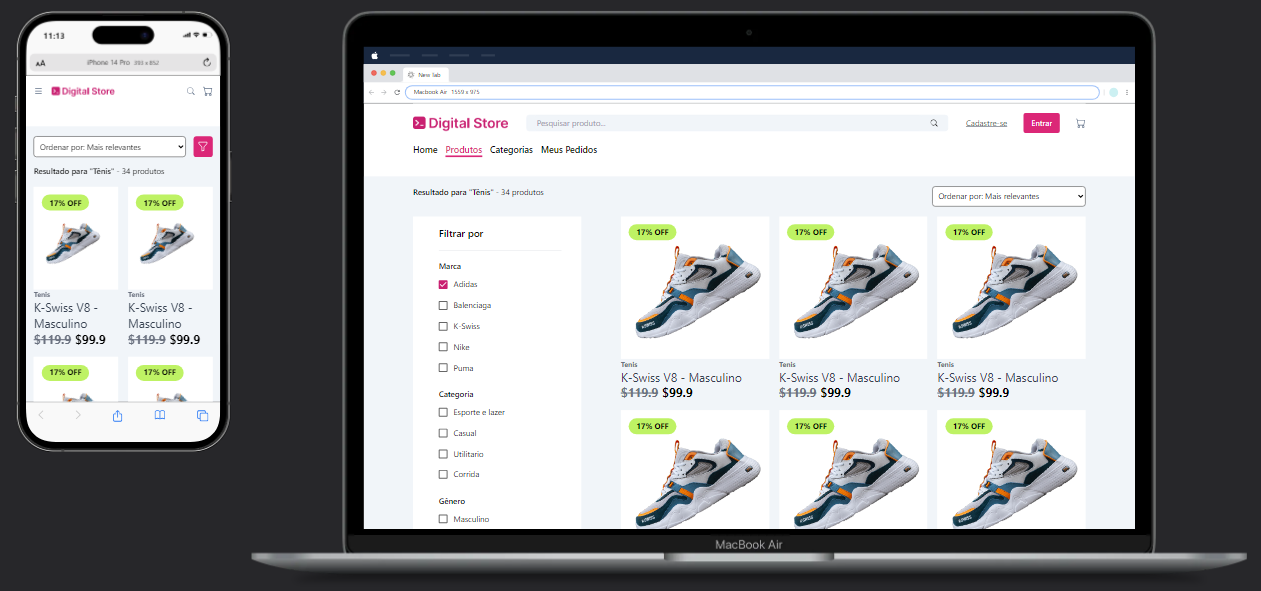 11:13
AA
iPhone 14 Pro 393 x 852
Digital Store
Ordenar por: Mais relevantes
Resultado para "Tênis" - 34 produtos
17% OFF
17% OFF
Tenis
Tenis
K-Swiss V8 -
Masculino
K-Swiss V8 -
Masculino
$119.9 $99.9
$119.9 $99.9
17% OFF
17% OFF
New Tab
Macbook Air 1559 x 975
Digital Store
Pesquisar produto...
Cadastre-se
Entrar
Home Produtos Categorias Meus Pedidos
Resultado para "Tênis" - 34 produtos
Ordenar por: Mais relevantes
Filtrar por
Marca
Adidas
Balenciaga
K-Swiss
Nike
Puma
Categoria
Esporte e lazer
Casual
Utilitario
Corrida
Gênero
Masculino
17% OFF
17% OFF
17% OFF
Tenis
Tenis
Tenis
K-Swiss V8 - Masculino
K-Swiss V8 - Masculino
K-Swiss V8 - Masculino
$119.9 $99.9
$119.9 $99.9
$119.9 $99.9
17% OFF
17% OFF
17% OFF
MacBook Air